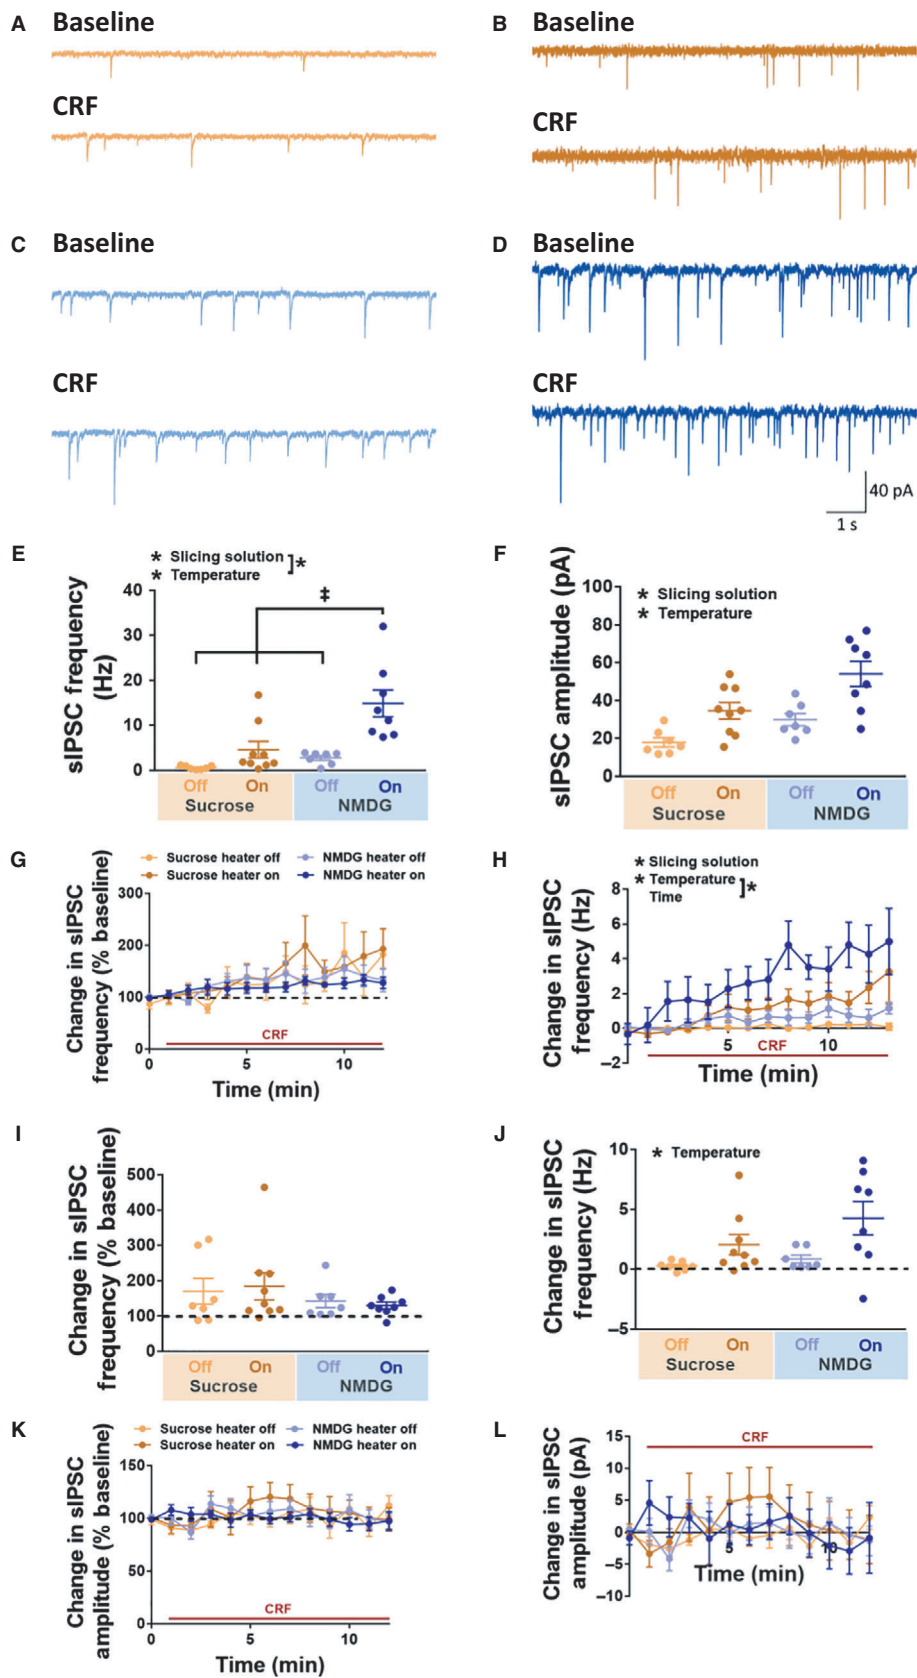 A Baseline
B Baseline
CRF
CRF
C Baseline
D Baseline
CRF
CRF
40 pA
1 s
E
* Slicing solution
* Temperature
*
‡
sIPSC frequency
(Hz)
40
30
20
10
0
Off On Off On
Sucrose NMDG
F
sIPSC amplitude (pA)
* Slicing solution
* Temperature
100
80
60
40
20
0
Off On Off On
Sucrose NMDG
G
Sucrose heater off
NMDG heater off
Sucrose heater on
NMDG heater on
Change in sIPSC
frequency (% baseline)
300
200
100
0
CRF
0 5 10
Time (min)
H
* Slicing solution
* Temperature
Time
*
Change in sIPSC
frequency (Hz)
8
6
4
2
0
−2
5 10
CRF
Time (min)
I
Change in sIPSC
frequency (% baseline)
500
400
300
200
100
0
Off On Off On
Sucrose NMDG
J
* Temperature
Change in sIPSC
frequency (Hz)
10
5
0
−5
Off On Off On
Sucrose NMDG
K
Sucrose heater off
NMDG heater off
Sucrose heater on
NMDG heater on
Change in sIPSC
amplitude (% baseline)
150
100
50
0
CRF
0 5 10
Time (min)
L
CRF
Change in sIPSC
amplitude (pA)
15
10
5
0
−5
−10
5 10
Time (min)